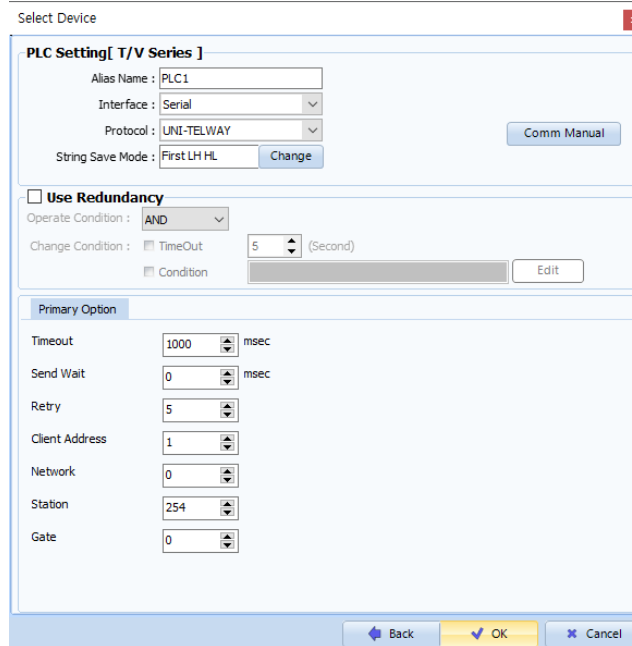 Select Device
PLC Setting[ T/V Series ]
Alias Name : PLC1
Interface : Serial
Protocol : UNI-TELWAY
Comm Manual
String Save Mode : First LH HL Change
Use Redundancy
Operate Condition : AND
Change Condition : TimeOut 5 (Second)
Condition Edit
Primary Option
Timeout 1000 msec
Send Wait 0 msec
Retry 5
Client Address 1
Network 0
Station 254
Gate 0
Back OK Cancel